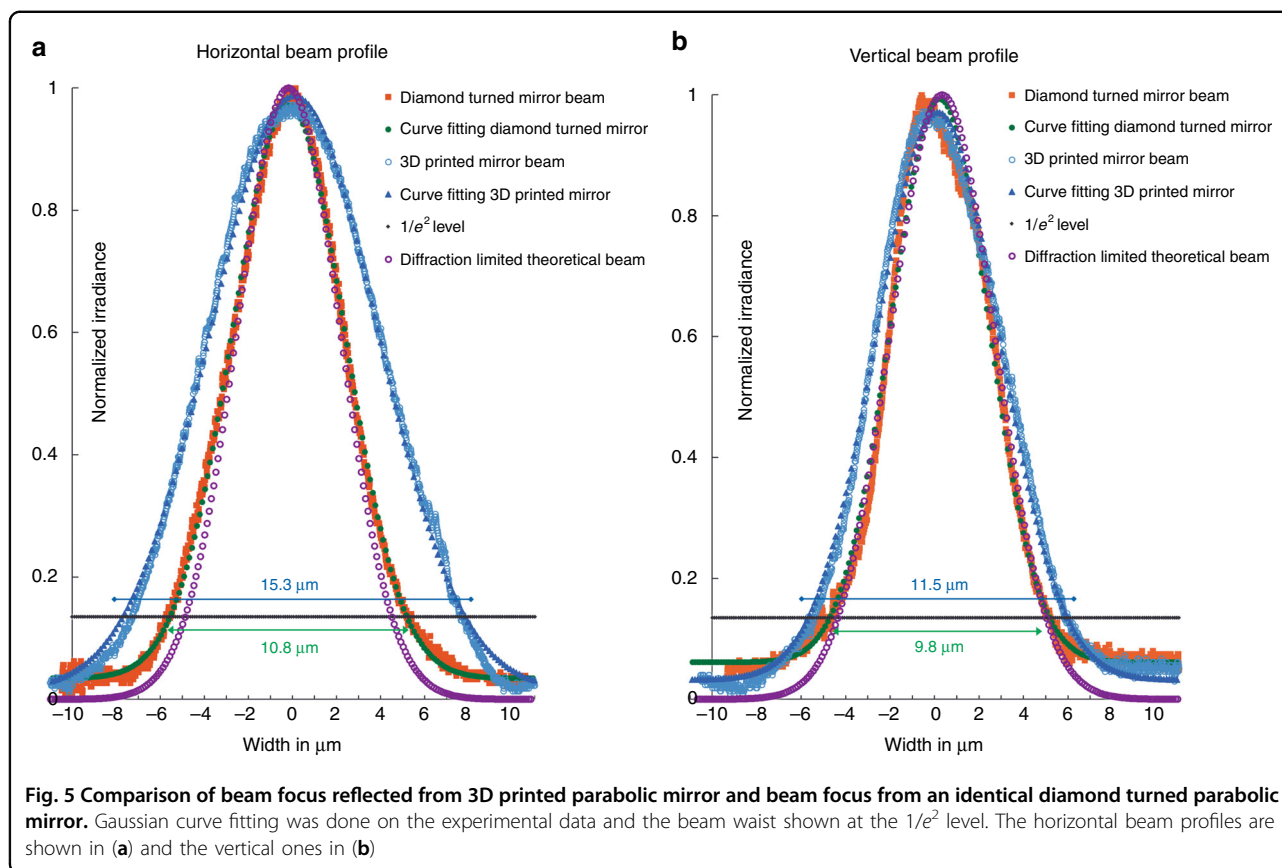 a
Horizontal beam profile
1
0.8
0.6
0.4
0.2
0
Normalized irradiance
Diamond turned mirror beam
Curve fitting diamond turned mirror
3D printed mirror beam
Curve fitting 3D printed mirror
1/e² level
Diffraction limited theoretical beam
15.3 μm
10.8 μm
−10 −8 −6 −4 −2 0 2 4 6 8 10
Width in μm
b
Vertical beam profile
1
0.8
0.6
0.4
0.2
0
Normalized irradiance
Diamond turned mirror beam
Curve fitting diamond turned mirror
3D printed mirror beam
Curve fitting 3D printed mirror
1/e² level
Diffraction limited theoretical beam
11.5 μm
9.8 μm
−10 −8 −6 −4 −2 0 2 4 6 8 10
Width in μm
Fig. 5 Comparison of beam focus reflected from 3D printed parabolic mirror and beam focus from an identical diamond turned parabolic
mirror. Gaussian curve fitting was done on the experimental data and the beam waist shown at the 1/e² level. The horizontal beam profiles are
shown in (a) and the vertical ones in (b)